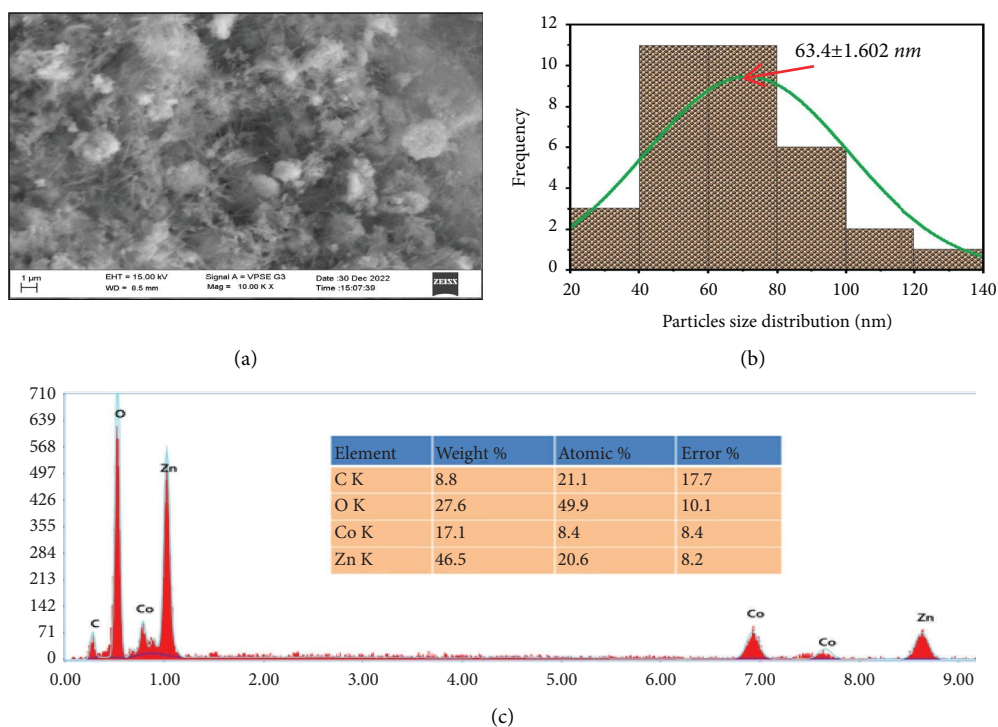 1 μm
EHT = 15.00 kV
WD = 8.5 mm
Signal A = VPSE G3
Mag = 10.00 K X
Date :30 Dec 2022
Time :15:07:39
ZEISS
(a)
12
10
8
6
4
2
0
Frequency
63.4±1.602 nm
20 40 60 80 100 120 140
Particles size distribution (nm)
(b)
710
639
568
497
426
355
284
213
142
71
0
C
O
Co
Zn
Co
Co
Zn
Element Weight % Atomic % Error %
C K 8.8 21.1 17.7
O K 27.6 49.9 10.1
Co K 17.1 8.4 8.4
Zn K 46.5 20.6 8.2
0.00 1.00 2.00 3.00 4.00 5.00 6.00 7.00 8.00 9.00
(c)